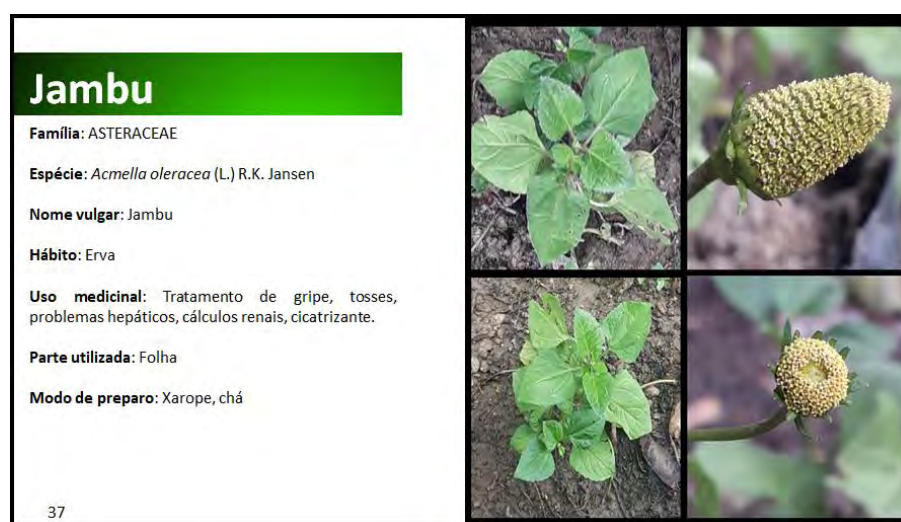 Jambu
Família: ASTERACEAE
Espécie: Acmella oleracea (L.) R.K. Jansen
Nome vulgar: Jambu
Hábito: Erva
Uso medicinal: Tratamento de gripe, tosses,
problemas hepáticos, cálculos renais, cicatrizante.
Parte utilizada: Folha
Modo de preparo: Xarope, chá
37